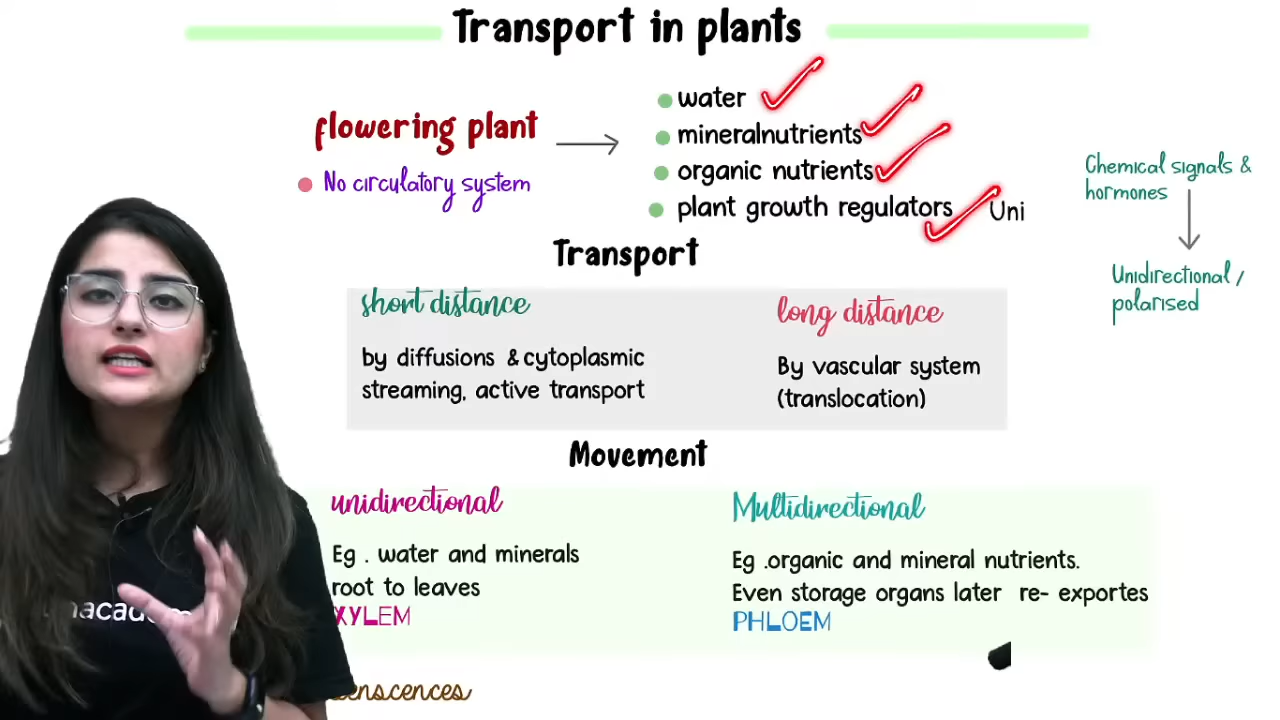 Transport in plants
flowering plant
No circulatory system
water
mineralnutrients
organic nutrients
plant growth regulators
Uni
Chemical signals &
hormones
Unidirectional /
polarised
Transport
short distance
by diffusions & cytoplasmic
streaming, active transport
long distance
By vascular system
(translocation)
Movement
unidirectional
Eg . water and minerals
root to leaves
XYLEM
Multidirectional
Eg .organic and mineral nutrients.
Even storage organs later re- exportes
PHLOEM